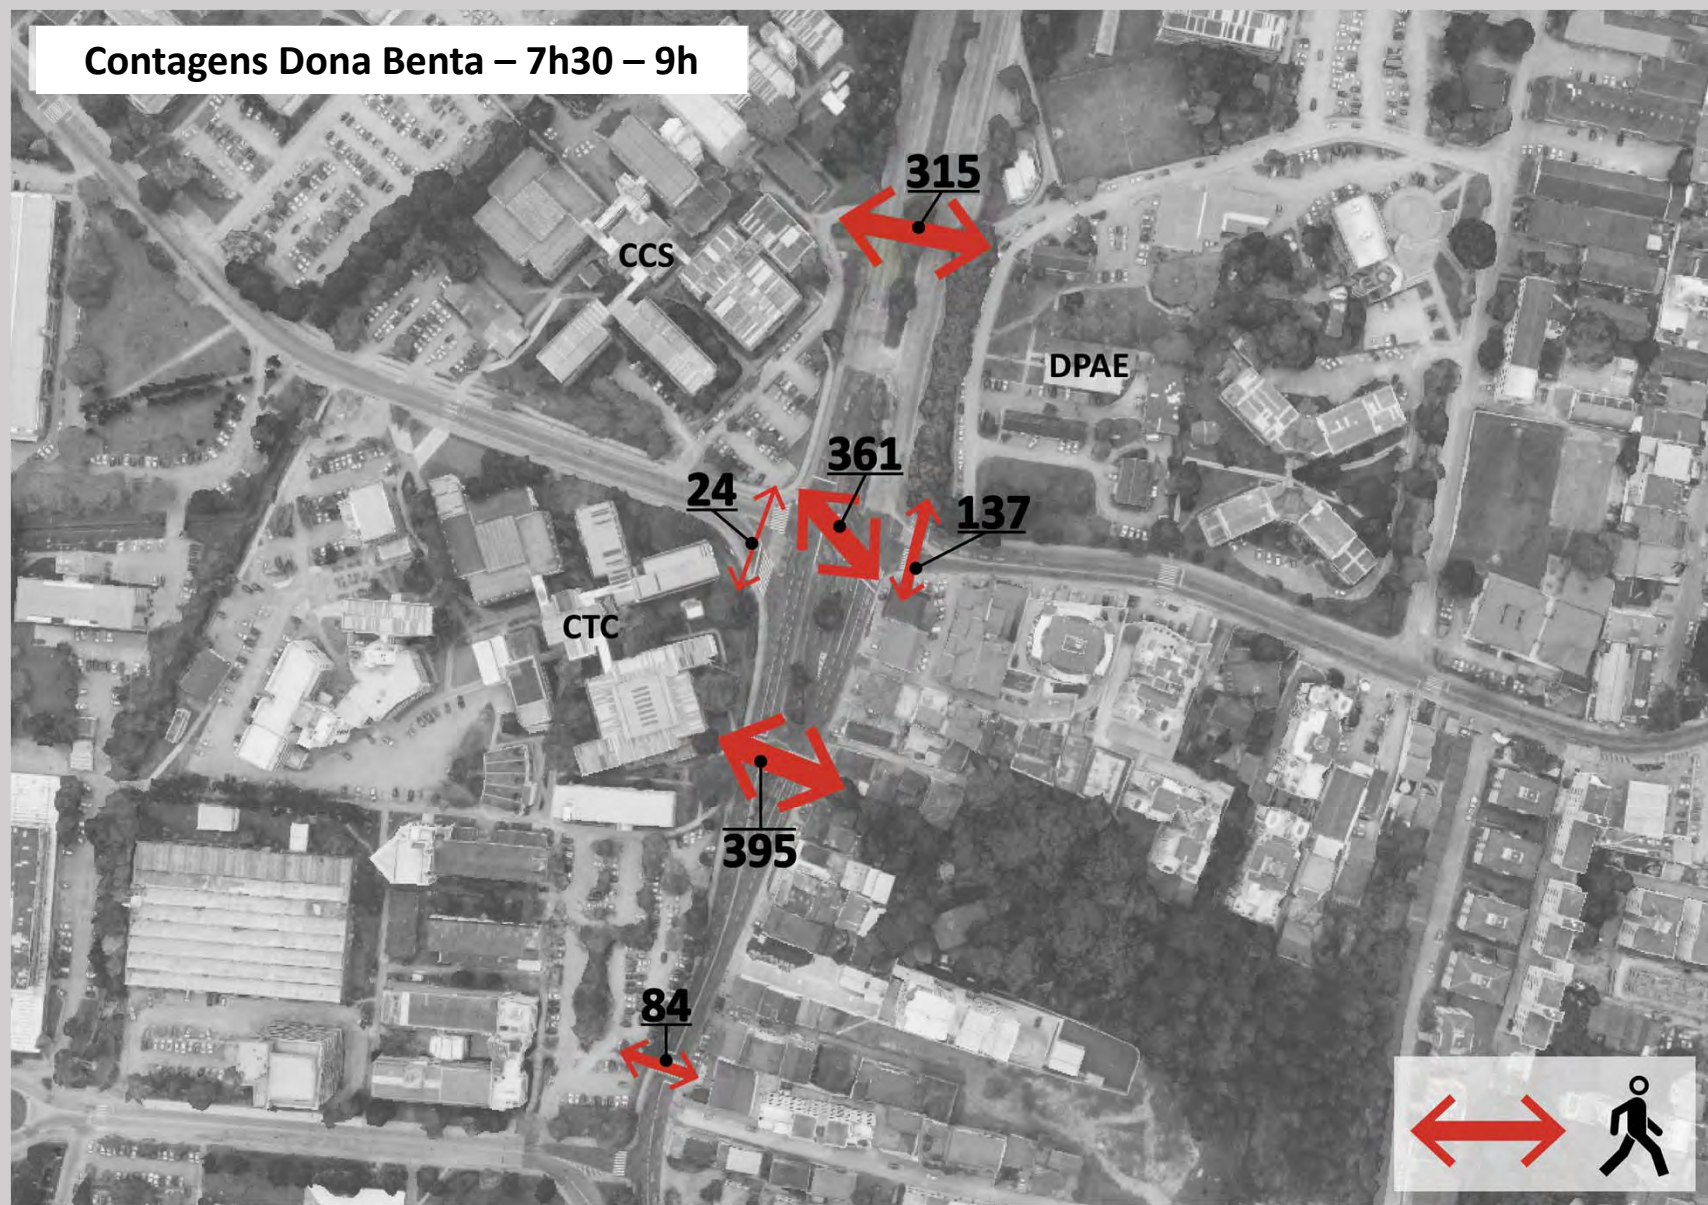 Contagens Dona Benta – 7h30 – 9h
315
CCS
DPAE
361
24
137
CTC
395
84